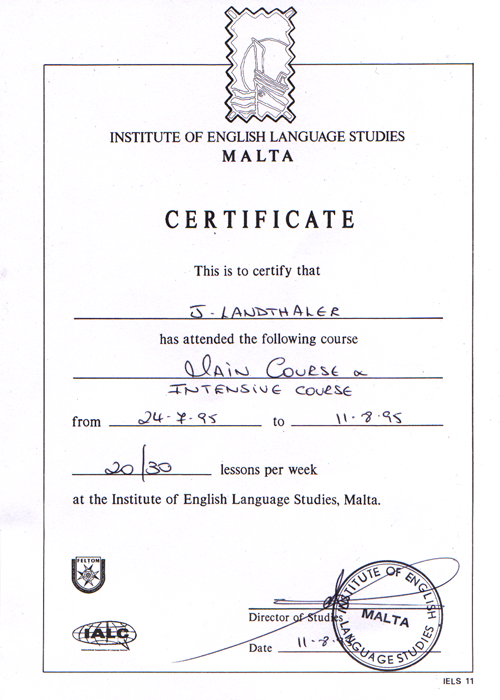 INSTITUTE OF ENGLISH LANGUAGE STUDIES
MALTA
CERTIFICATE
This is to certify that
J. LANDTHALER
has attended the following course
MAIN COURSE &
INTENSIVE COURSE
from 24-7-95 to 11-8-95
20/30 lessons per week
at the Institute of English Language Studies, Malta.
FELTOM
IALC
Director of Studies
Date 11-8-
INSTITUTE OF ENGLISH
LANGUAGE STUDIES
MALTA
IELS 11